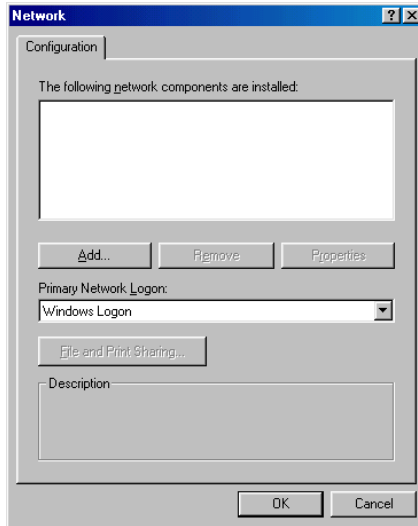 Network
Configuration
The following network components are installed:
Add...
Remove
Properties
Primary Network Logon:
Windows Logon
File and Print Sharing...
Description
OK
Cancel